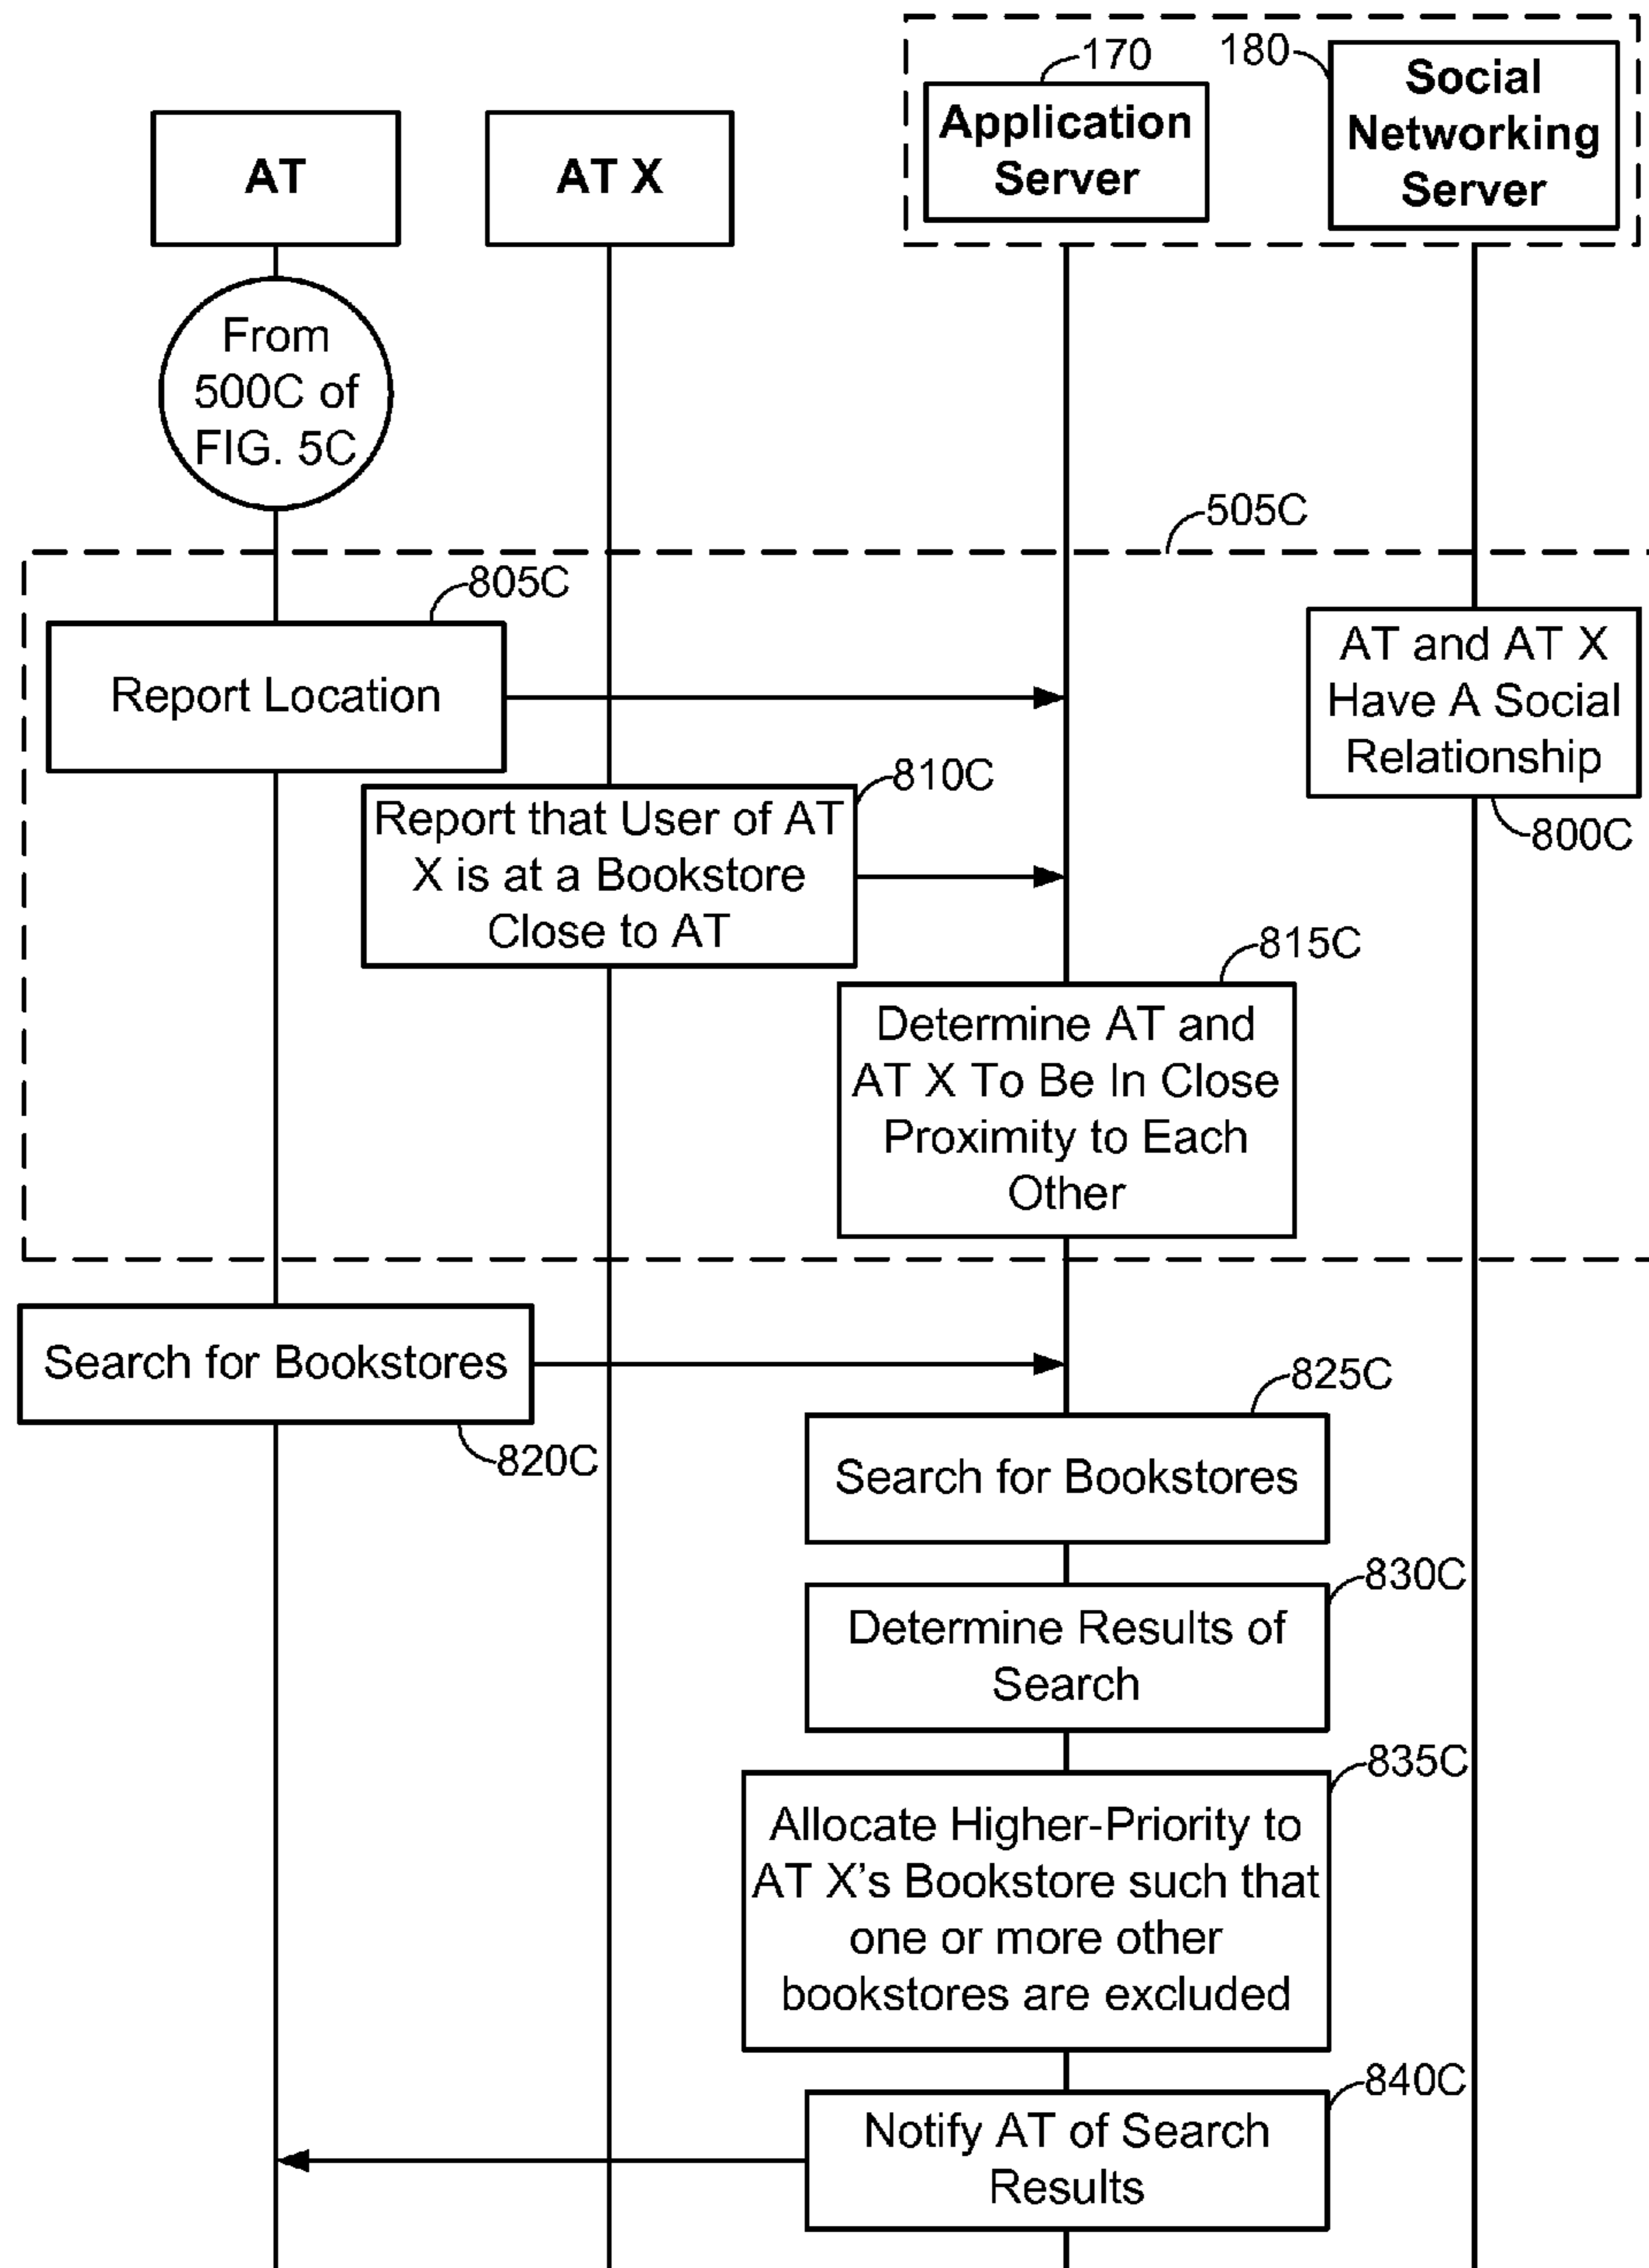 170
180
Application
Server
Social
Networking
Server
AT
AT X
From
500C of
FIG. 5C
505C
805C
Report Location
AT and AT X
Have A Social
Relationship
800C
810C
Report that User of AT
X is at a Bookstore
Close to AT
815C
Determine AT and
AT X To Be In Close
Proximity to Each
Other
Search for Bookstores
820C
825C
Search for Bookstores
830C
Determine Results of
Search
835C
Allocate Higher-Priority to
AT X's Bookstore such that
one or more other
bookstores are excluded
840C
Notify AT of Search
Results